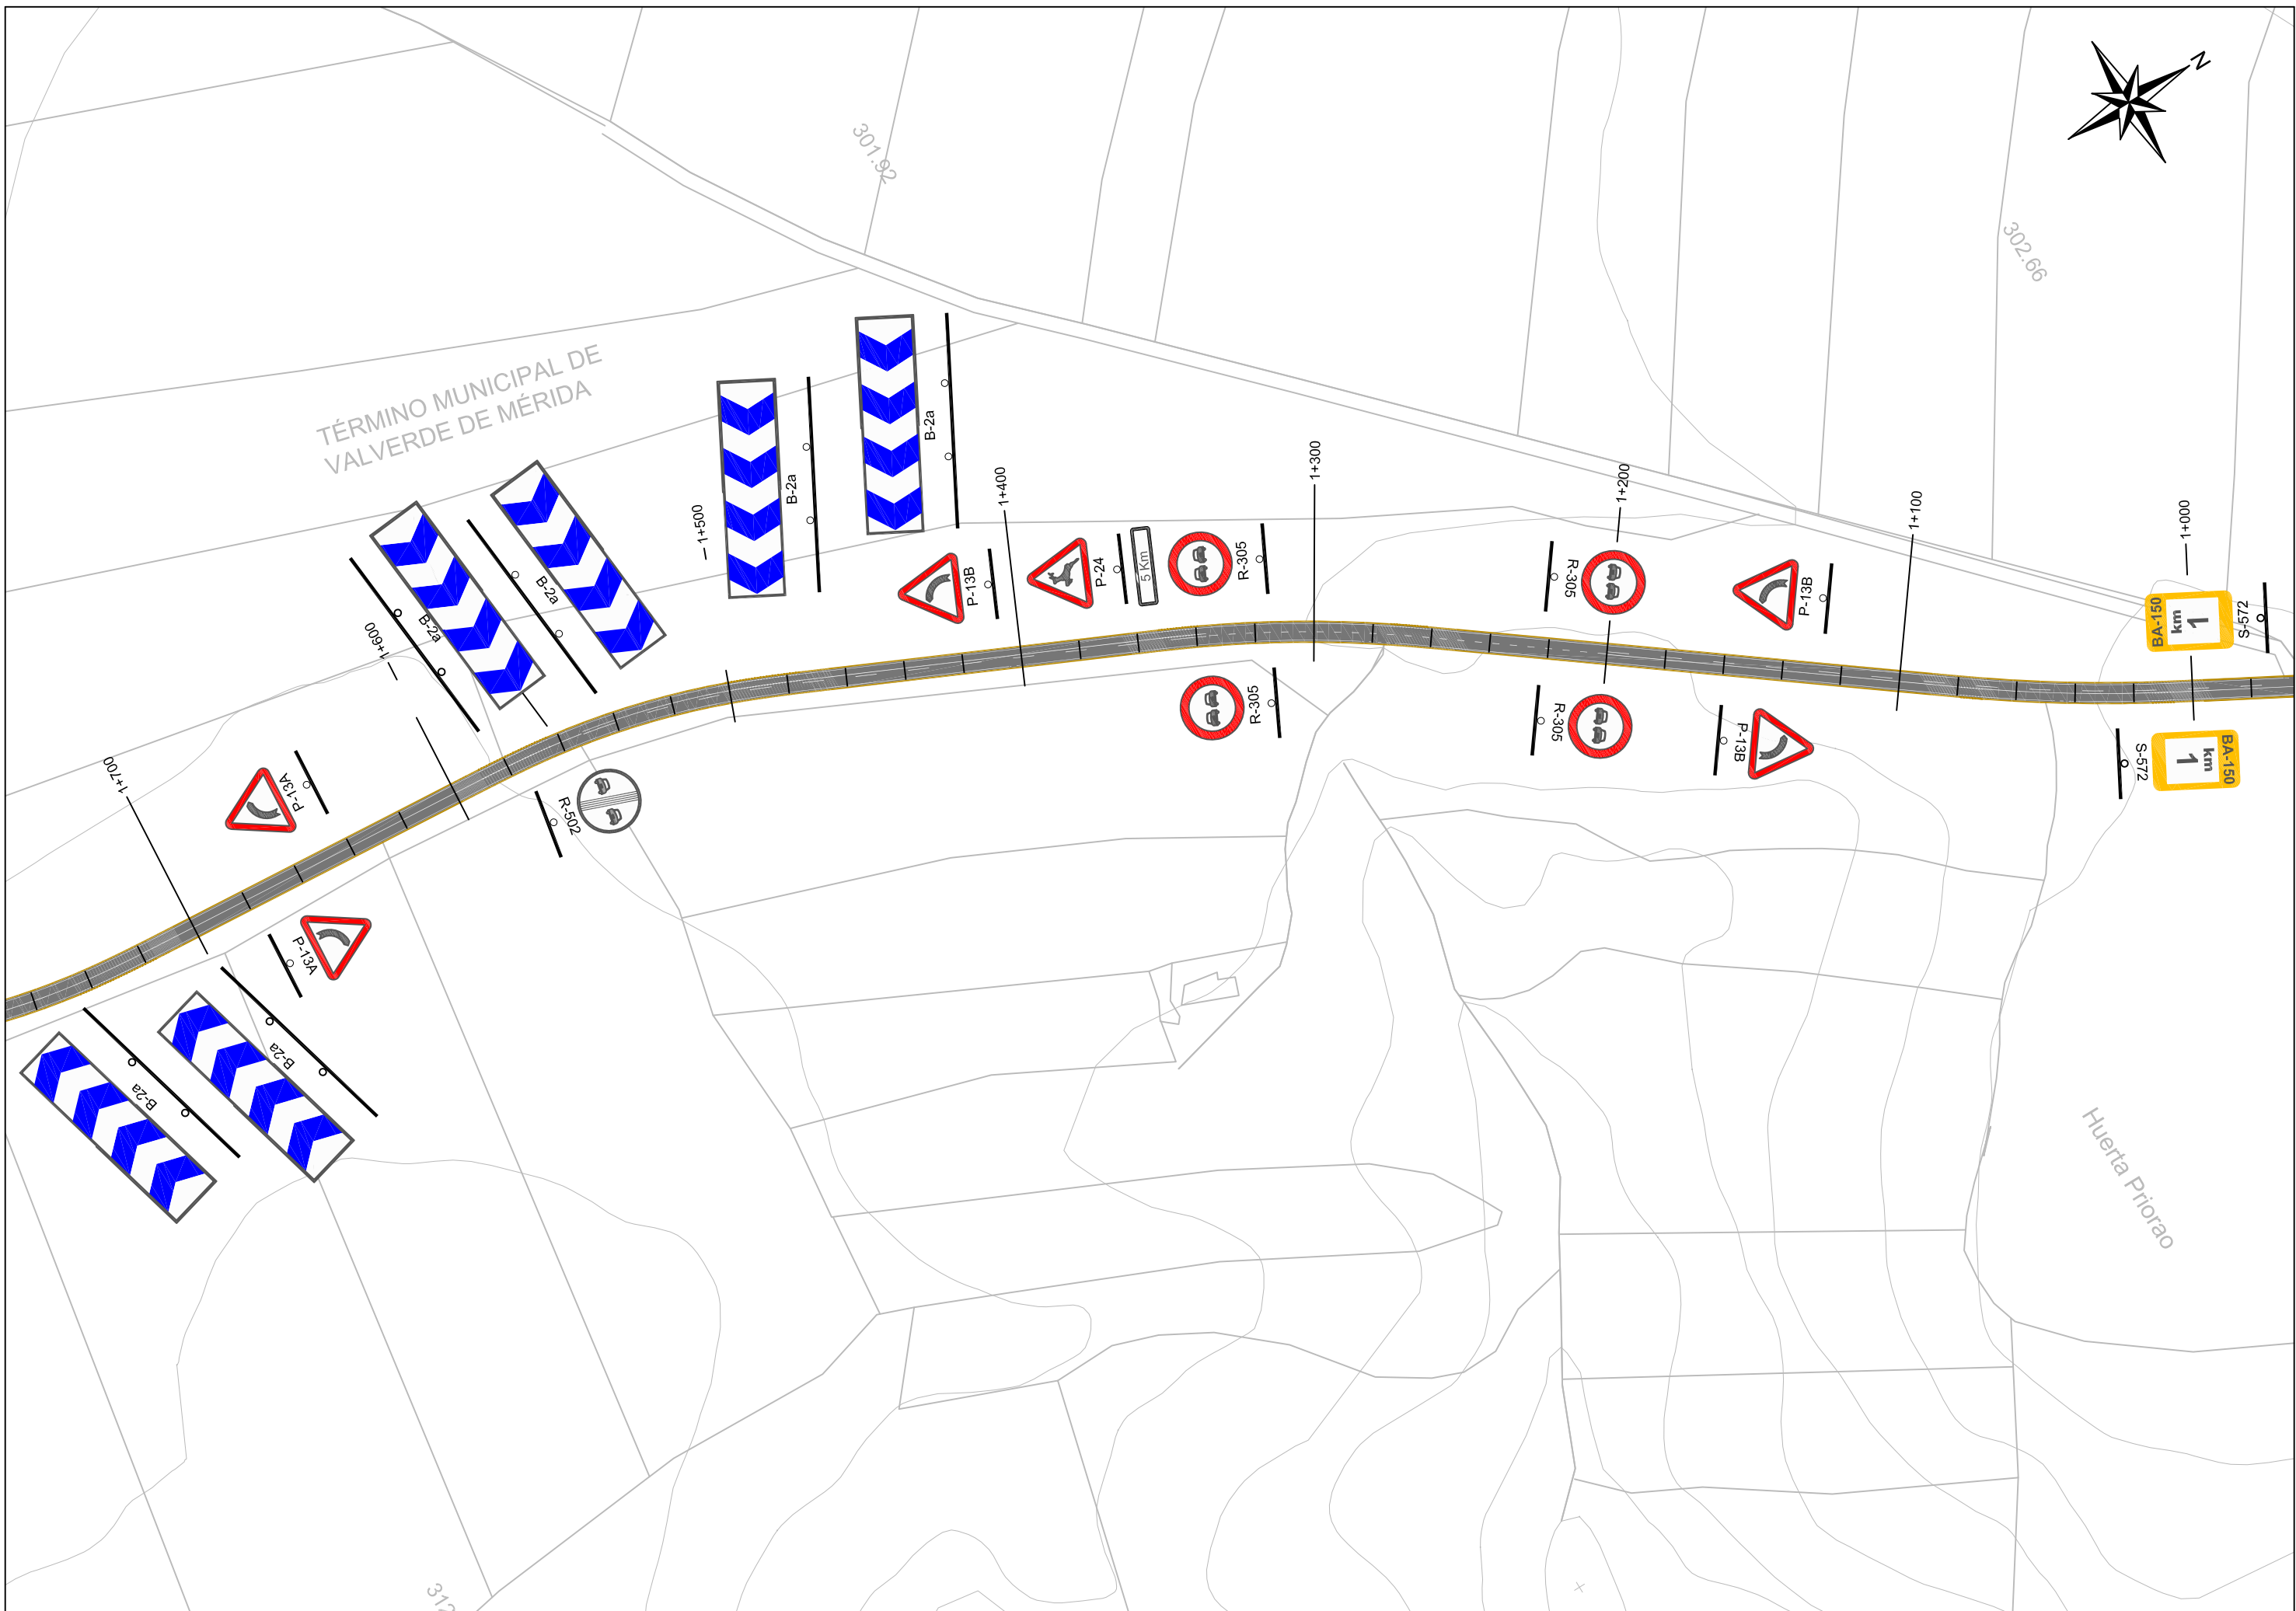 N
301.92
302.66
TÉRMINO MUNICIPAL DE
VALVERDE DE MÉRIDA
B-2a
B-2a
B-2a
B-2a
1+700
1+600
1+500
1+400
1+300
1+200
1+100
1+000
P-13B
P-24
5 Km
R-305
R-305
P-13B
BA-150
km
1
S-572
R-305
R-305
P-13B
S-572
BA-150
km
1
P-13A
R-502
P-13A
B-2a
B-2a
Huerta Priorao
312